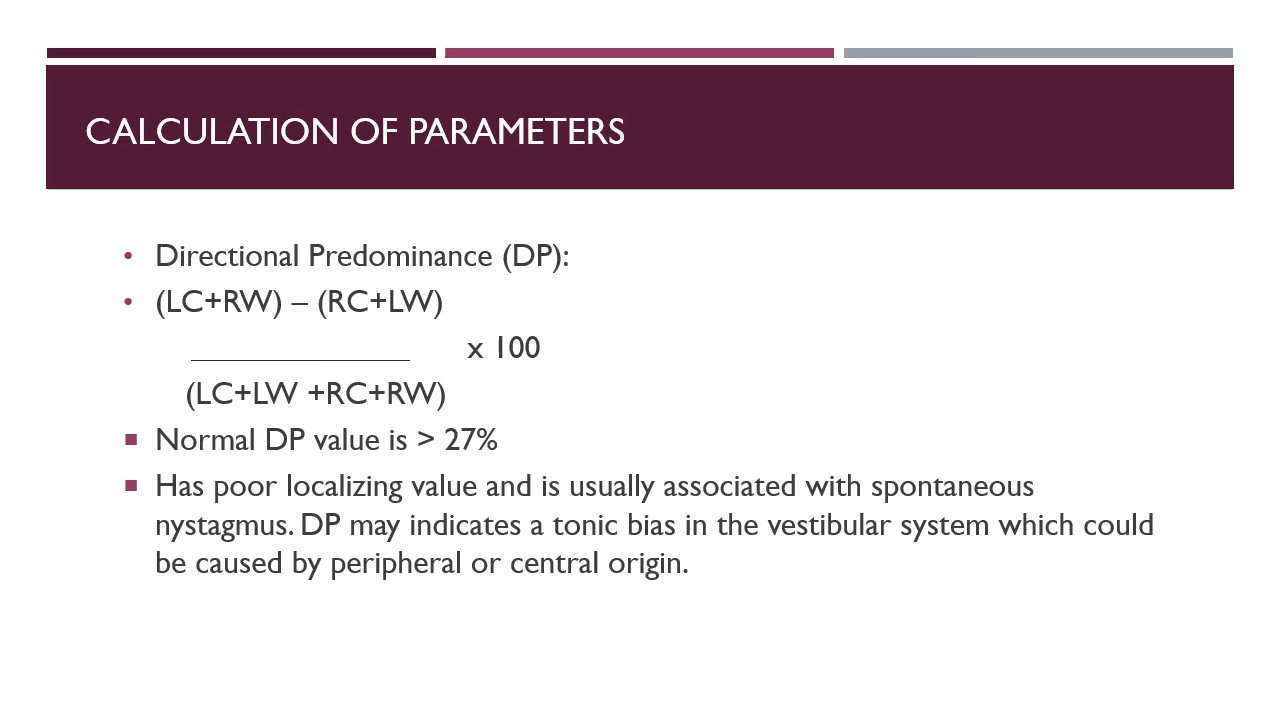 CALCULATION OF PARAMETERS
• Directional Predominance (DP):
• (LC+RW) – (RC+LW)
_______________ x 100
(LC+LW +RC+RW)
▪ Normal DP value is > 27%
▪ Has poor localizing value and is usually associated with spontaneous
nystagmus. DP may indicates a tonic bias in the vestibular system which could
be caused by peripheral or central origin.